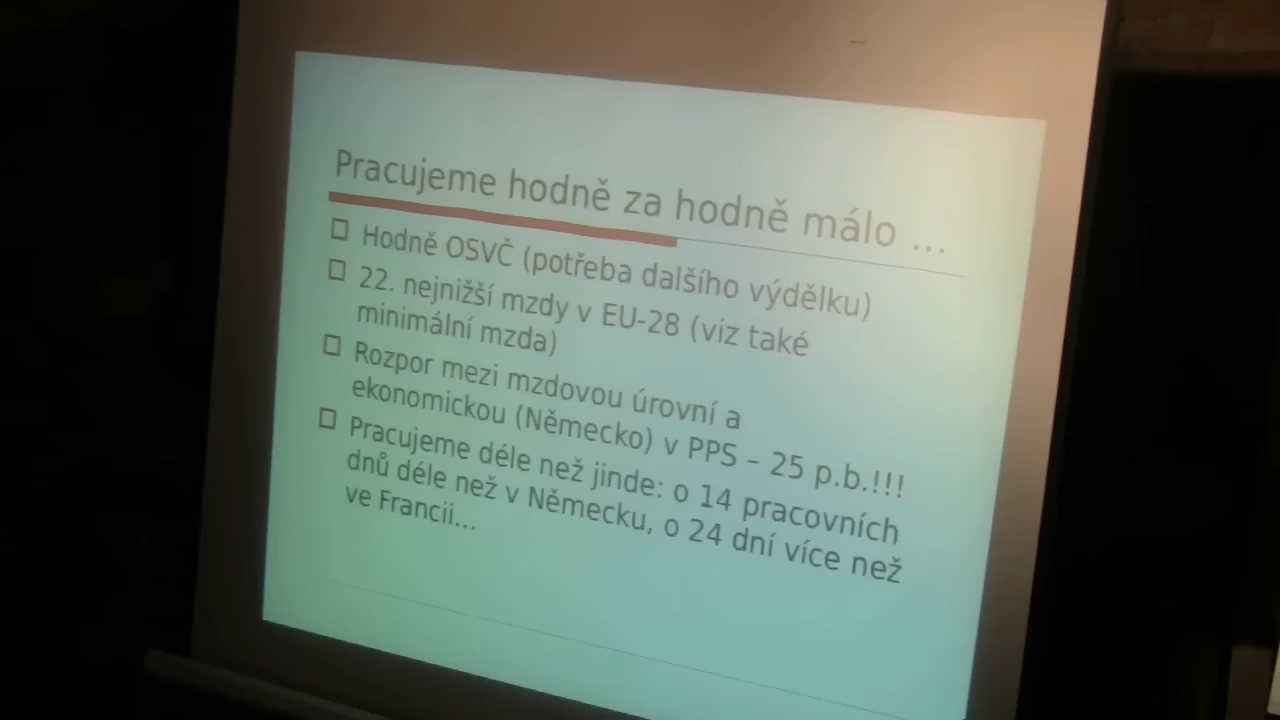 Pracujeme hodně za hodně málo ...
Hodně OSVČ (potřeba dalšího výdělku)
22. nejnižší mzdy v EU-28 (viz také
minimální mzda)
Rozpor mezi mzdovou úrovní a
ekonomickou (Německo) v PPS – 25 p.b.!!!
Pracujeme déle než jinde: o 14 pracovních
dnů déle než v Německu, o 24 dní více než
ve Francii...